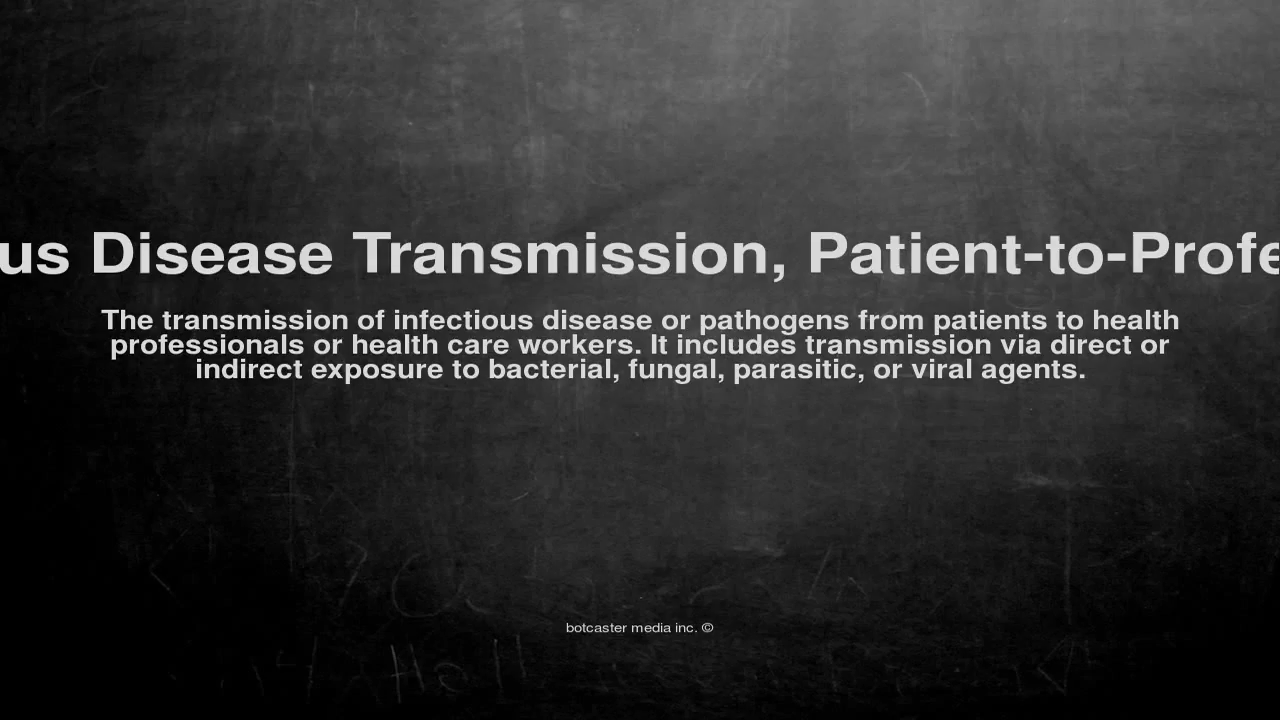 us Disease Transmission, Patient-to-Profe
The transmission of infectious disease or pathogens from patients to health
professionals or health care workers. It includes transmission via direct or
indirect exposure to bacterial, fungal, parasitic, or viral agents.
botcaster media inc. ©